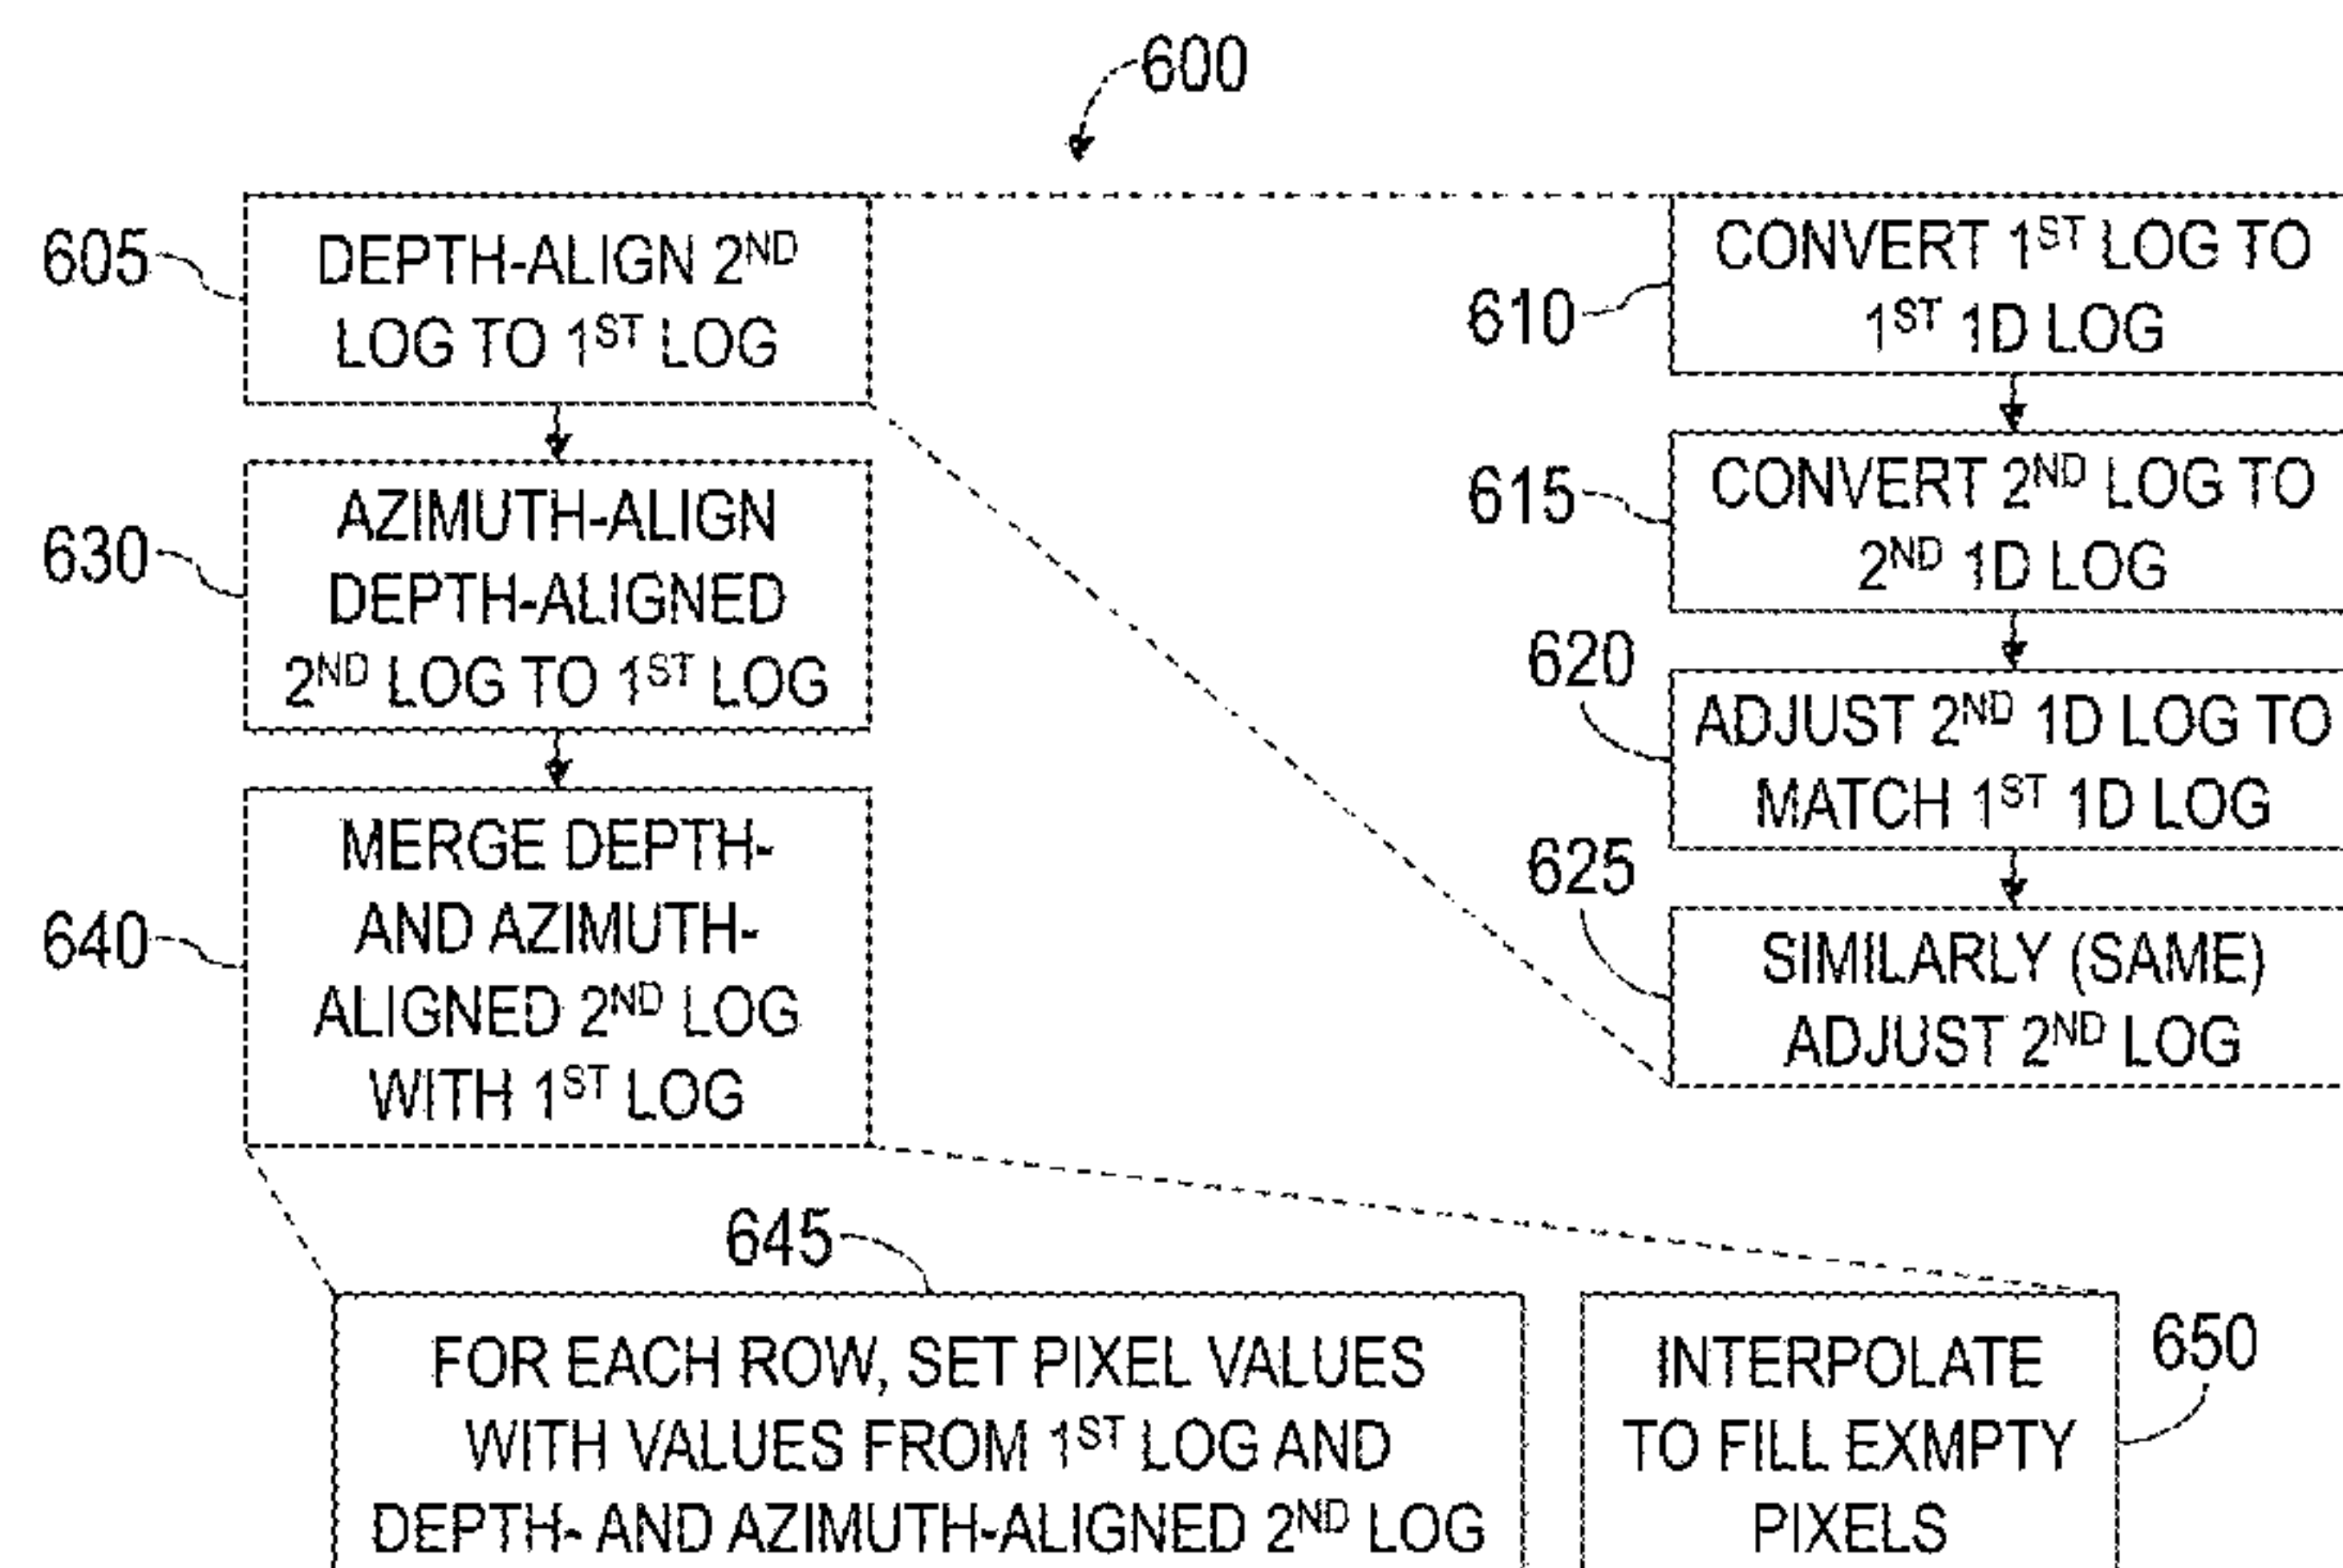 600
605
DEPTH-ALIGN 2ND
LOG TO 1ST LOG
630
AZIMUTH-ALIGN
DEPTH-ALIGNED
2ND LOG TO 1ST LOG
640
MERGE DEPTH-
AND AZIMUTH-
ALIGNED 2ND LOG
WITH 1ST LOG
610
CONVERT 1ST LOG TO
1ST 1D LOG
615
CONVERT 2ND LOG TO
2ND 1D LOG
620
ADJUST 2ND 1D LOG TO
MATCH 1ST 1D LOG
625
SIMILARLY (SAME)
ADJUST 2ND LOG
645
FOR EACH ROW, SET PIXEL VALUES
WITH VALUES FROM 1ST LOG AND
DEPTH- AND AZIMUTH-ALIGNED 2ND LOG
650
INTERPOLATE
TO FILL EXMPTY
PIXELS